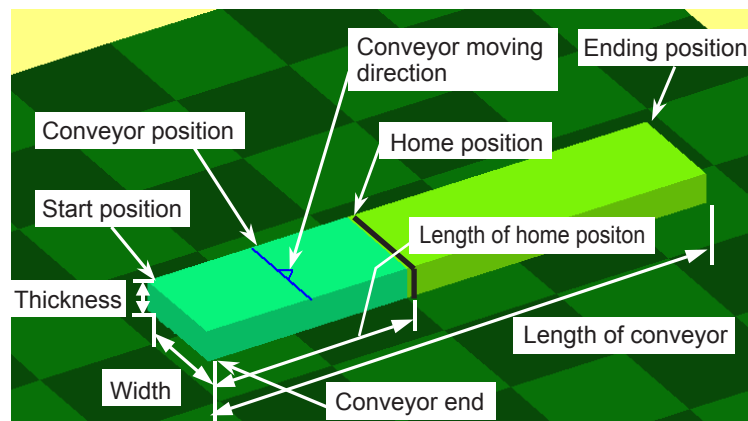 Conveyor moving
direction
Ending position
Conveyor position
Home position
Start position
Length of home positon
Thickness
Length of conveyor
Width
Conveyor end